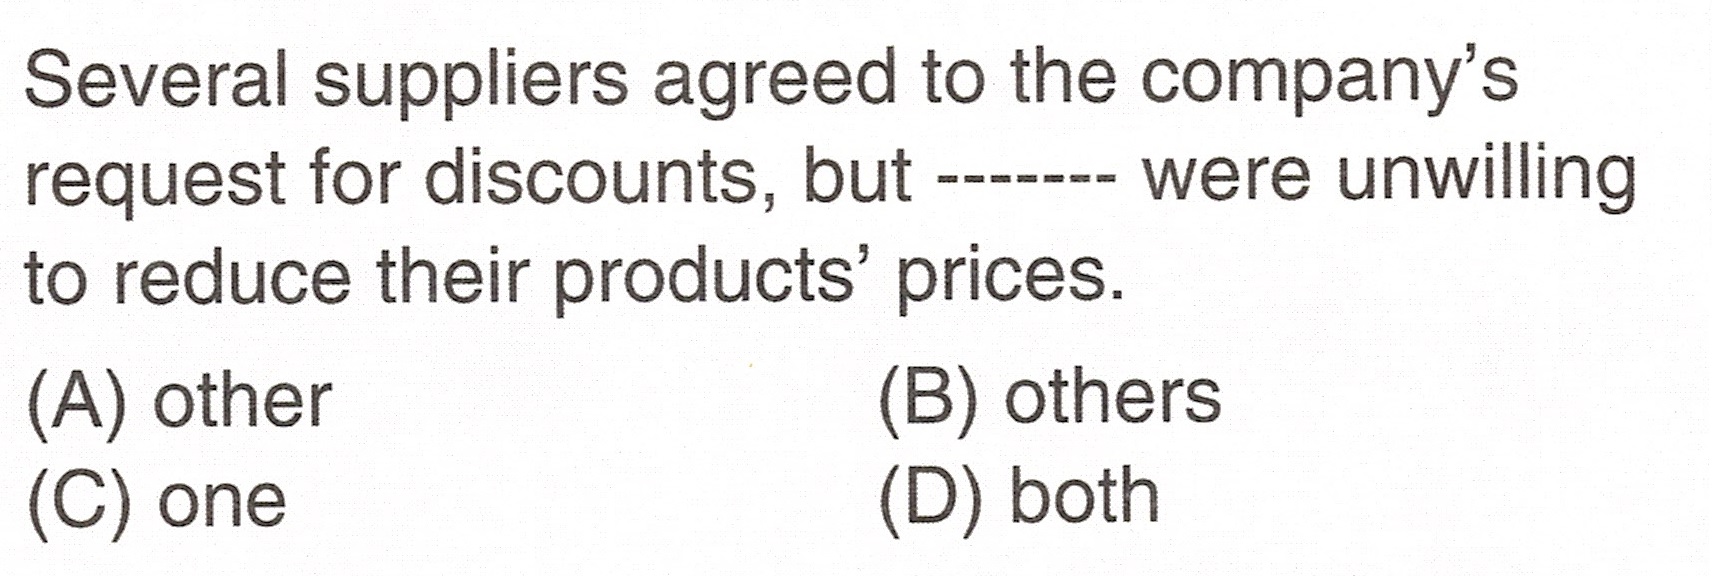 Several suppliers agreed to the company’s
request for discounts, but ------- were unwilling
to reduce their products’ prices.
(A) other (B) others
(C) one (D) both